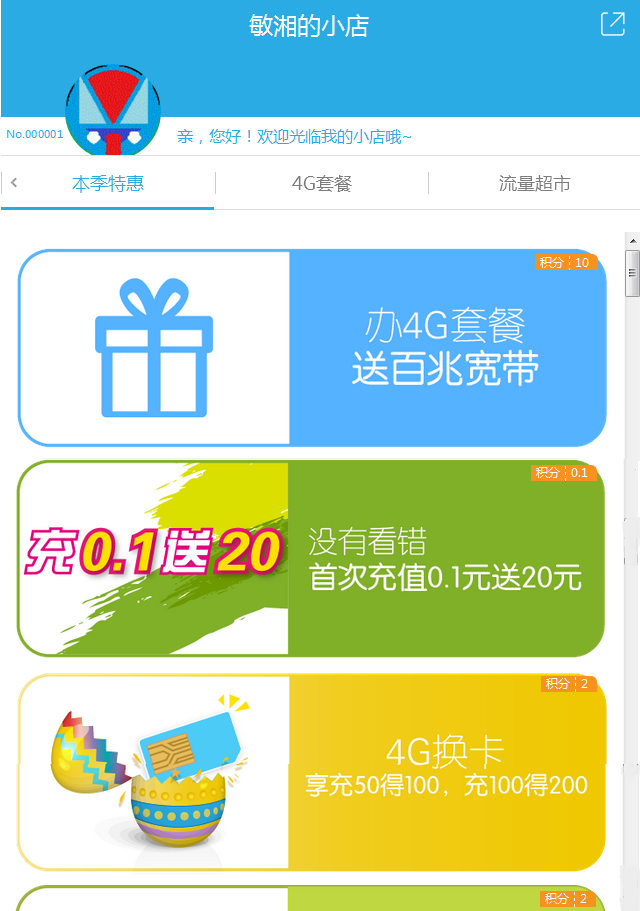 敏湘的小店
No.000001
亲，您好！欢迎光临我的小店哦~
本季特惠
4G套餐
流量超市
积分 10
办4G套餐
送百兆宽带
积分 0.1
充0.1送20
没有看错
首次充值0.1元送20元
积分 2
4G换卡
享充50得100，充100得200
积分 2